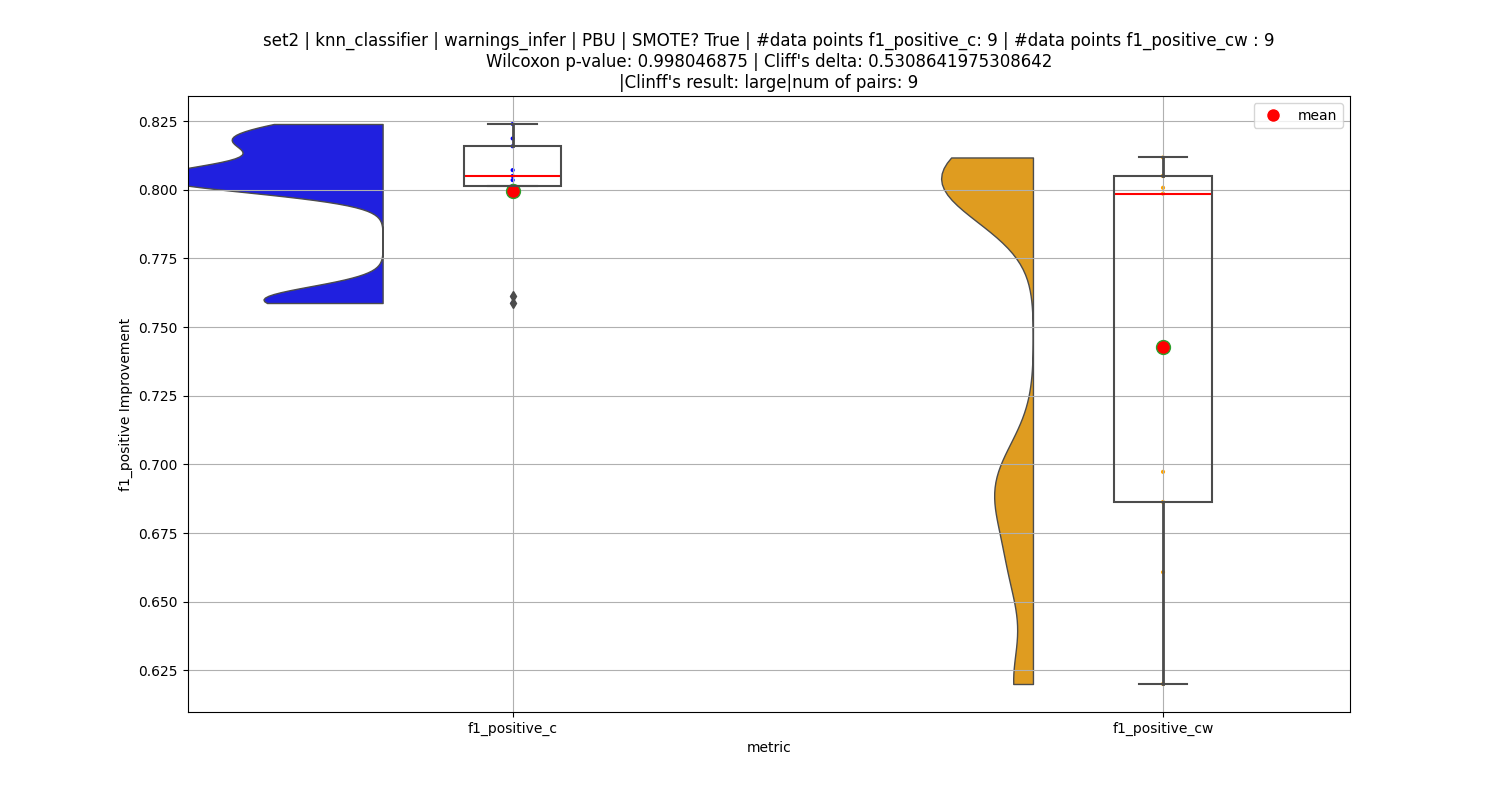 set2 | knn_classifier | warnings_infer | PBU | SMOTE? True | #data points f1_positive_c: 9 | #data points f1_positive_cw : 9
Wilcoxon p-value: 0.998046875 | Cliff's delta: 0.5308641975308642
|Clinff's result: large|num of pairs: 9
mean
0.825
0.800
0.775
0.750
0.725
0.700
0.675
0.650
0.625
f1_positive Improvement
f1_positive_c
f1_positive_cw
metric